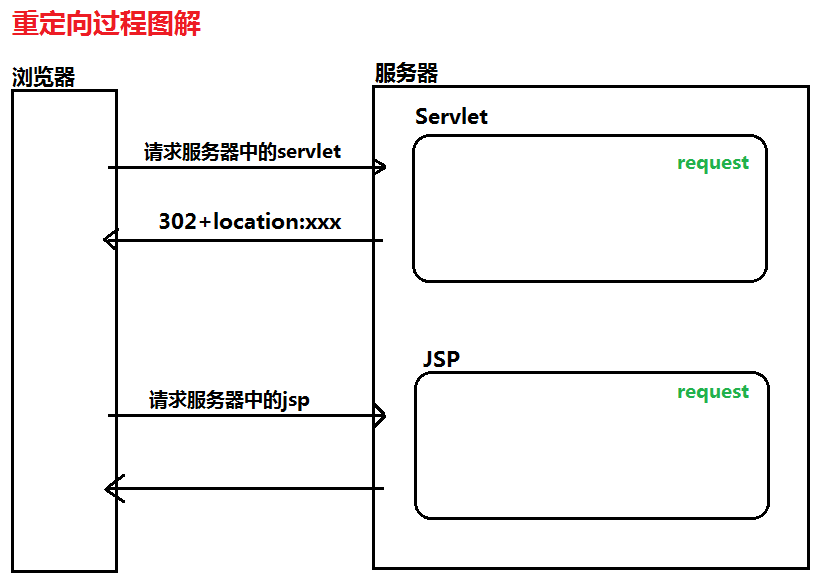 重定向过程图解
浏览器
服务器
Servlet
请求服务器中的servlet
request
302+location:xxx
JSP
请求服务器中的jsp
request